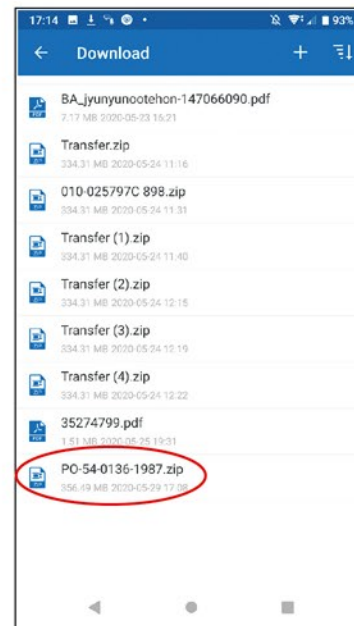 17:14 93%
Download
BA_jyunyunootehon-147066090.pdf
7.17 MB 2020-05-23 16:21
Transfer.zip
334.31 MB 2020-05-24 11:16
010-025797C 898.zip
334.31 MB 2020-05-24 11:31
Transfer (1).zip
334.31 MB 2020-05-24 11:40
Transfer (2).zip
334.31 MB 2020-05-24 12:15
Transfer (3).zip
334.31 MB 2020-05-24 12:19
Transfer (4).zip
334.31 MB 2020-05-24 12:22
35274799.pdf
1.51 MB 2020-05-25 19:31
PO-54-0136-1987.zip
356.49 MB 2020-05-29 17:08